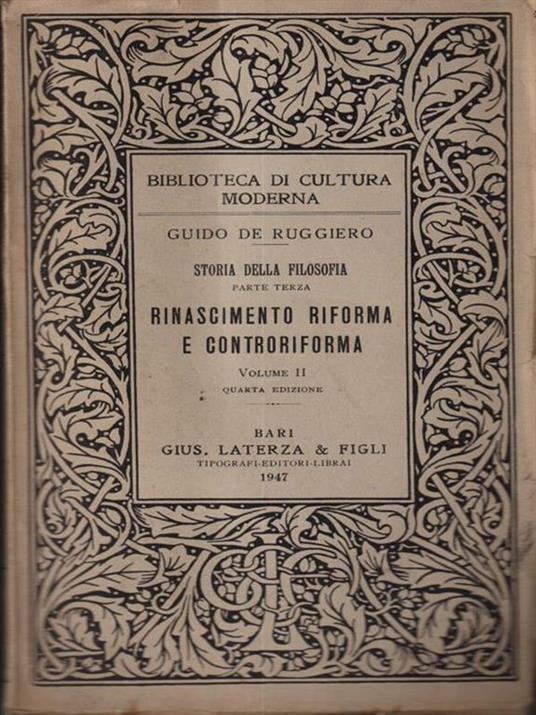 BIBLIOTECA DI CULTURA
MODERNA
GUIDO DE RUGGIERO
STORIA DELLA FILOSOFIA
PARTE TERZA
RINASCIMENTO RIFORMA
E CONTRORIFORMA
VOLUME II
QUARTA EDIZIONE
BARI
GIUS. LATERZA & FIGLI
TIPOGRAFI-EDITORI-LIBRAI
1947